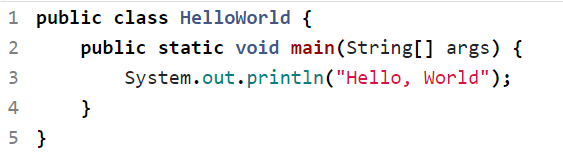 1 public class HelloWorld {
2     public static void main(String[] args) {
3         System.out.println("Hello, World");
4     }
5 }